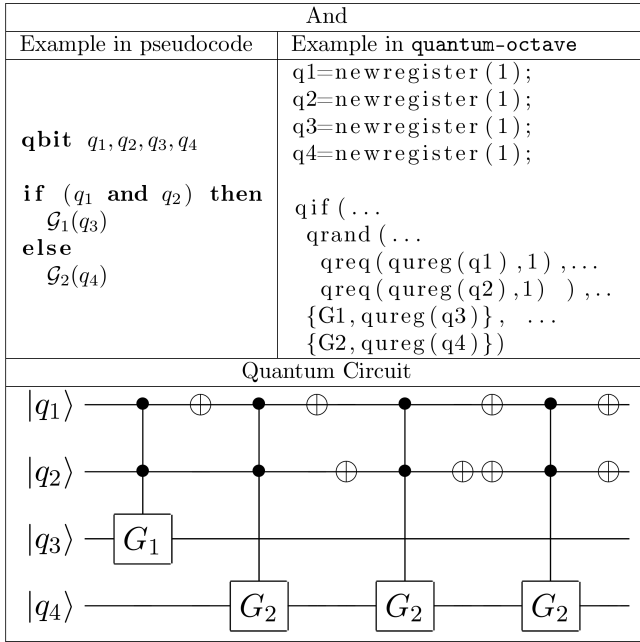 And
Example in pseudocode
Example in quantum-octave
qbit q₁, q₂, q₃, q₄
if (q₁ and q₂) then
𝒢₁(q₃)
else
𝒢₂(q₄)
q1=newregister(1);
q2=newregister(1);
q3=newregister(1);
q4=newregister(1);
qif(...
qrand(...
qreq(qureg(q1),1),...
qreq(qureg(q2),1) ),..
{G1,qureg(q3)}, ...
{G2,qureg(q4)})
Quantum Circuit
|q₁⟩
|q₂⟩
|q₃⟩ G₁
|q₄⟩ G₂ G₂ G₂